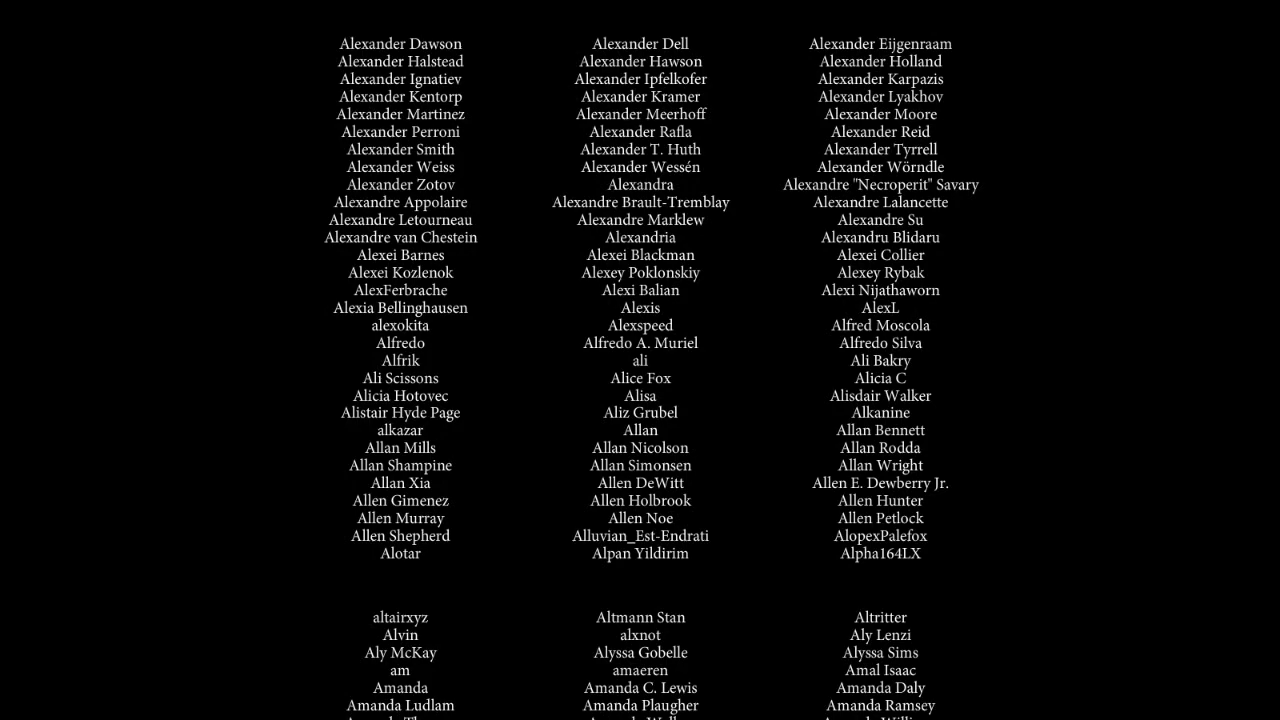 Alexander Dawson Alexander Dell Alexander Eijgenraam
Alexander Halstead Alexander Hawson Alexander Holland
Alexander Ignatiev Alexander Ipfelkofer Alexander Karpazis
Alexander Kentorp Alexander Kramer Alexander Lyakhov
Alexander Martinez Alexander Meerhoff Alexander Moore
Alexander Perroni Alexander Rafla Alexander Reid
Alexander Smith Alexander T. Huth Alexander Tyrrell
Alexander Weiss Alexander Wessén Alexander Wörndle
Alexander Zotov Alexandra Alexandre "Necroperit" Savary
Alexandre Appolaire Alexandre Brault-Tremblay Alexandre Lalancette
Alexandre Letourneau Alexandre Marklew Alexandre Su
Alexandre van Chestein Alexandria Alexandru Blidaru
Alexei Barnes Alexei Blackman Alexei Collier
Alexei Kozlenok Alexey Poklonskiy Alexey Rybak
AlexFerbrache Alexi Balian Alexi Nijathaworn
Alexia Bellinghausen Alexis AlexL
alexokita Alexspeed Alfred Moscola
Alfredo Alfredo A. Muriel Alfredo Silva
Alfrik ali Ali Bakry
Ali Scissons Alice Fox Alicia C
Alicia Hotovec Alisa Alisdair Walker
Alistair Hyde Page Aliz Grubel Alkanine
alkazar Allan Allan Bennett
Allan Mills Allan Nicolson Allan Rodda
Allan Shampine Allan Simonsen Allan Wright
Allan Xia Allen DeWitt Allen E. Dewberry Jr.
Allen Gimenez Allen Holbrook Allen Hunter
Allen Murray Allen Noe Allen Petlock
Allen Shepherd Alluvian_Est-Endrati AlopexPalefox
Alotar Alpan Yildirim Alpha164LX
altairxyz Altmann Stan Altritter
Alvin alxnot Aly Lenzi
Aly McKay Alyssa Gobelle Alyssa Sims
am amaeren Amal Isaac
Amanda Amanda C. Lewis Amanda Daly
Amanda Ludlam Amanda Plaugher Amanda Ramsey